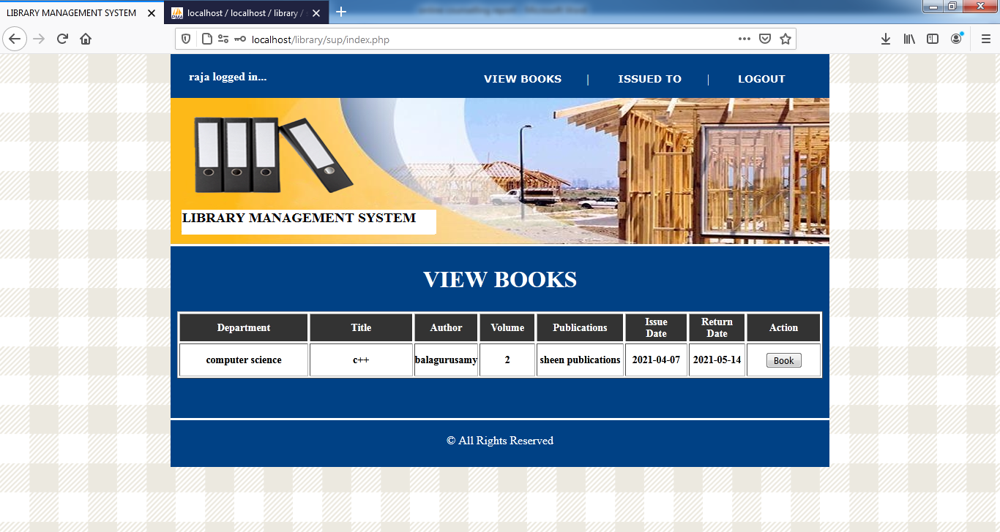 LIBRARY MANAGEMENT SYSTEM
localhost / localhost / library /
PMA
localhost/library/sup/index.php
raja logged in...
VIEW BOOKS | ISSUED TO | LOGOUT
LIBRARY MANAGEMENT SYSTEM
VIEW BOOKS
Department Title Author Volume Publications Issue Date Return Date Action
computer science c++ balagurusamy 2 sheen publications 2021-04-07 2021-05-14 Book
© All Rights Reserved